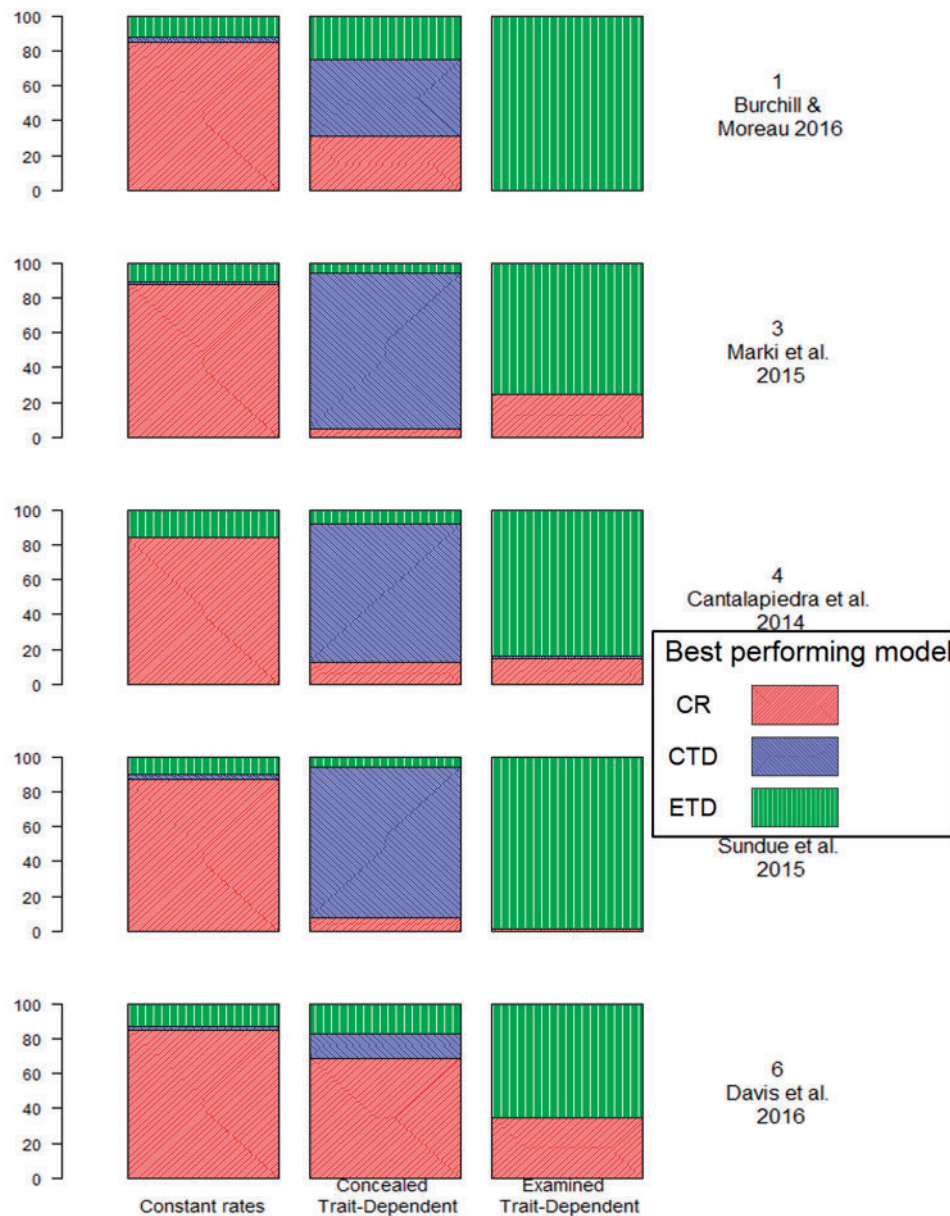 100
80
60
40
20
0
1
Burchill &
Moreau 2016
100
80
60
40
20
0
3
Marki et al.
2015
100
80
60
40
20
0
4
Cantalapiedra et al.
2014
Best performing model
CR
CTD
ETD
100
80
60
40
20
0
Sundue et al.
2015
100
80
60
40
20
0
6
Davis et al.
2016
Constant rates
Concealed
Trait-Dependent
Examined
Trait-Dependent